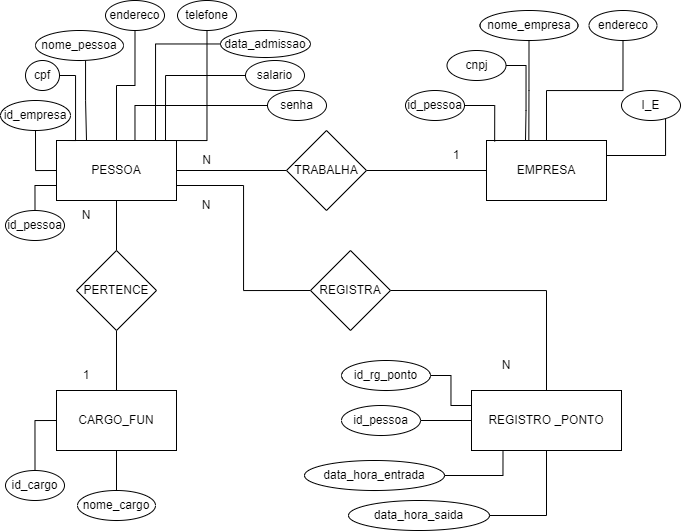 endereco
telefone
nome_pessoa
data_admissao
cpf
salario
senha
id_empresa
nome_empresa
endereco
cnpj
id_pessoa
I_E
PESSOA
N
TRABALHA
1
EMPRESA
id_pessoa
N
N
PERTENCE
REGISTRA
1
N
id_rg_ponto
CARGO_FUN
id_pessoa
REGISTRO _PONTO
id_cargo
nome_cargo
data_hora_entrada
data_hora_saida